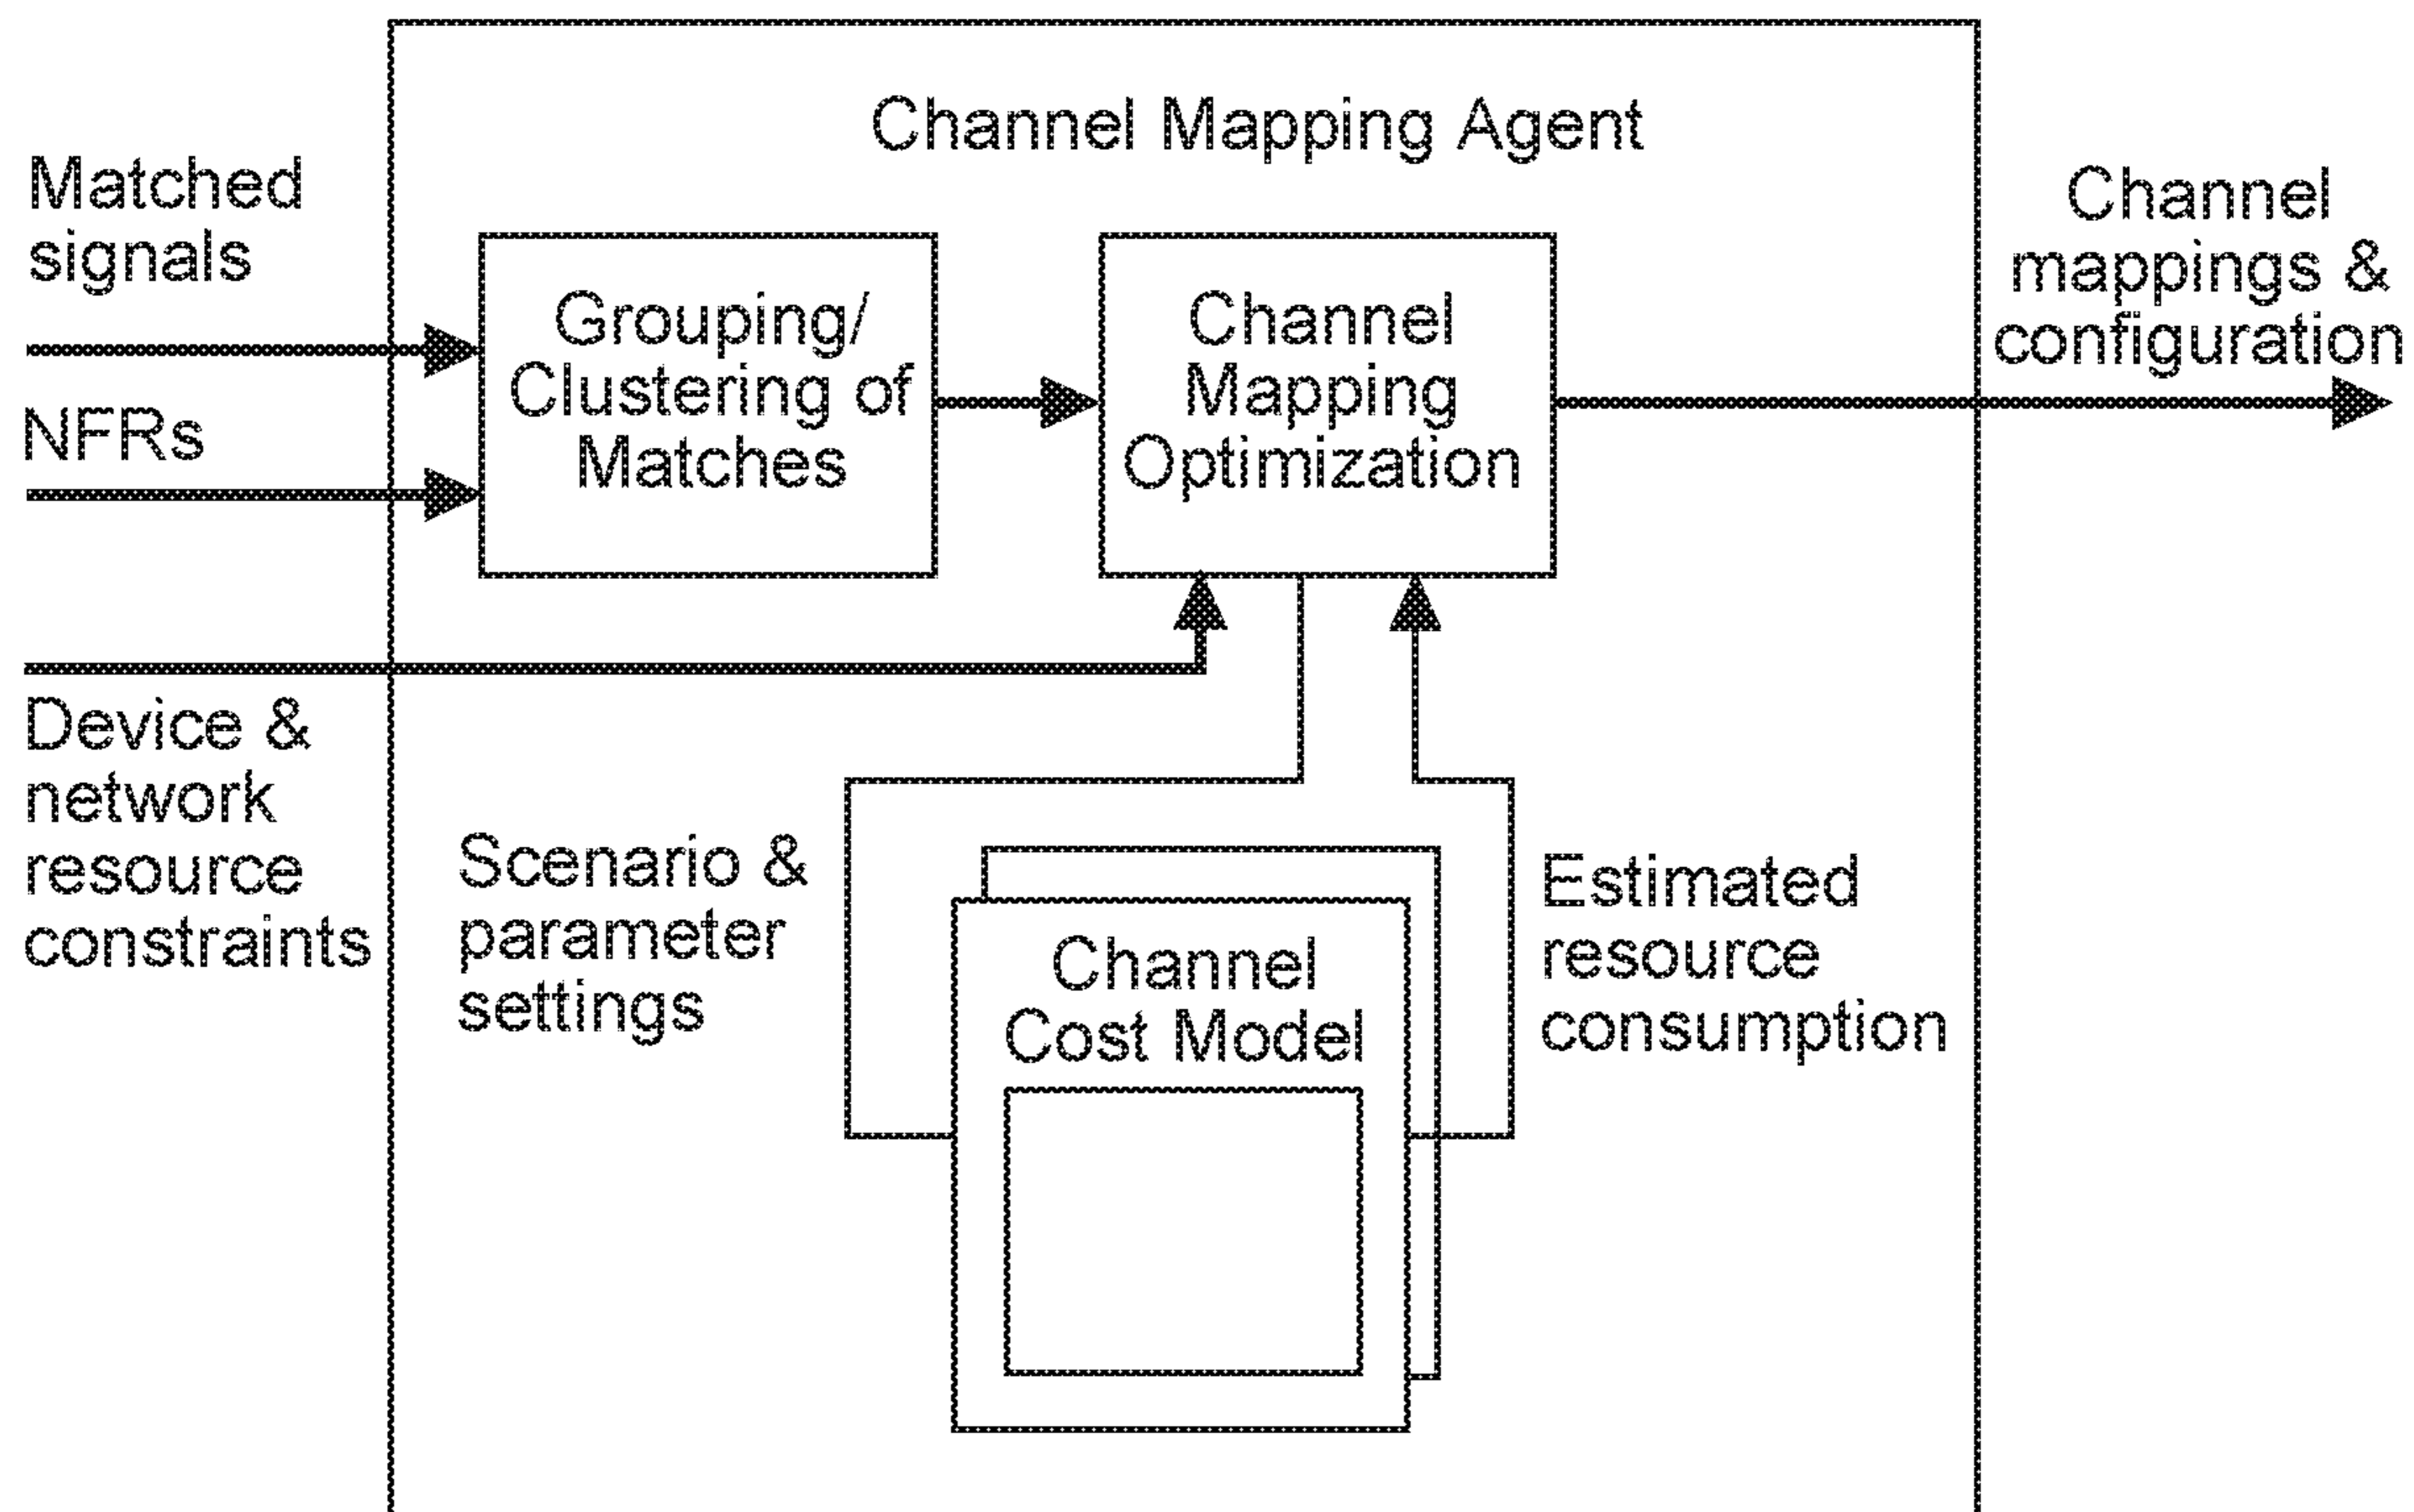 Channel Mapping Agent
Matched
signals
NFRs
Grouping/
Clustering of
Matches
Channel
Mapping
Optimization
Channel
mappings &
configuration
Device &
network
resource
constraints
Scenario &
parameter
settings
Channel
Cost Model
Estimated
resource
consumption